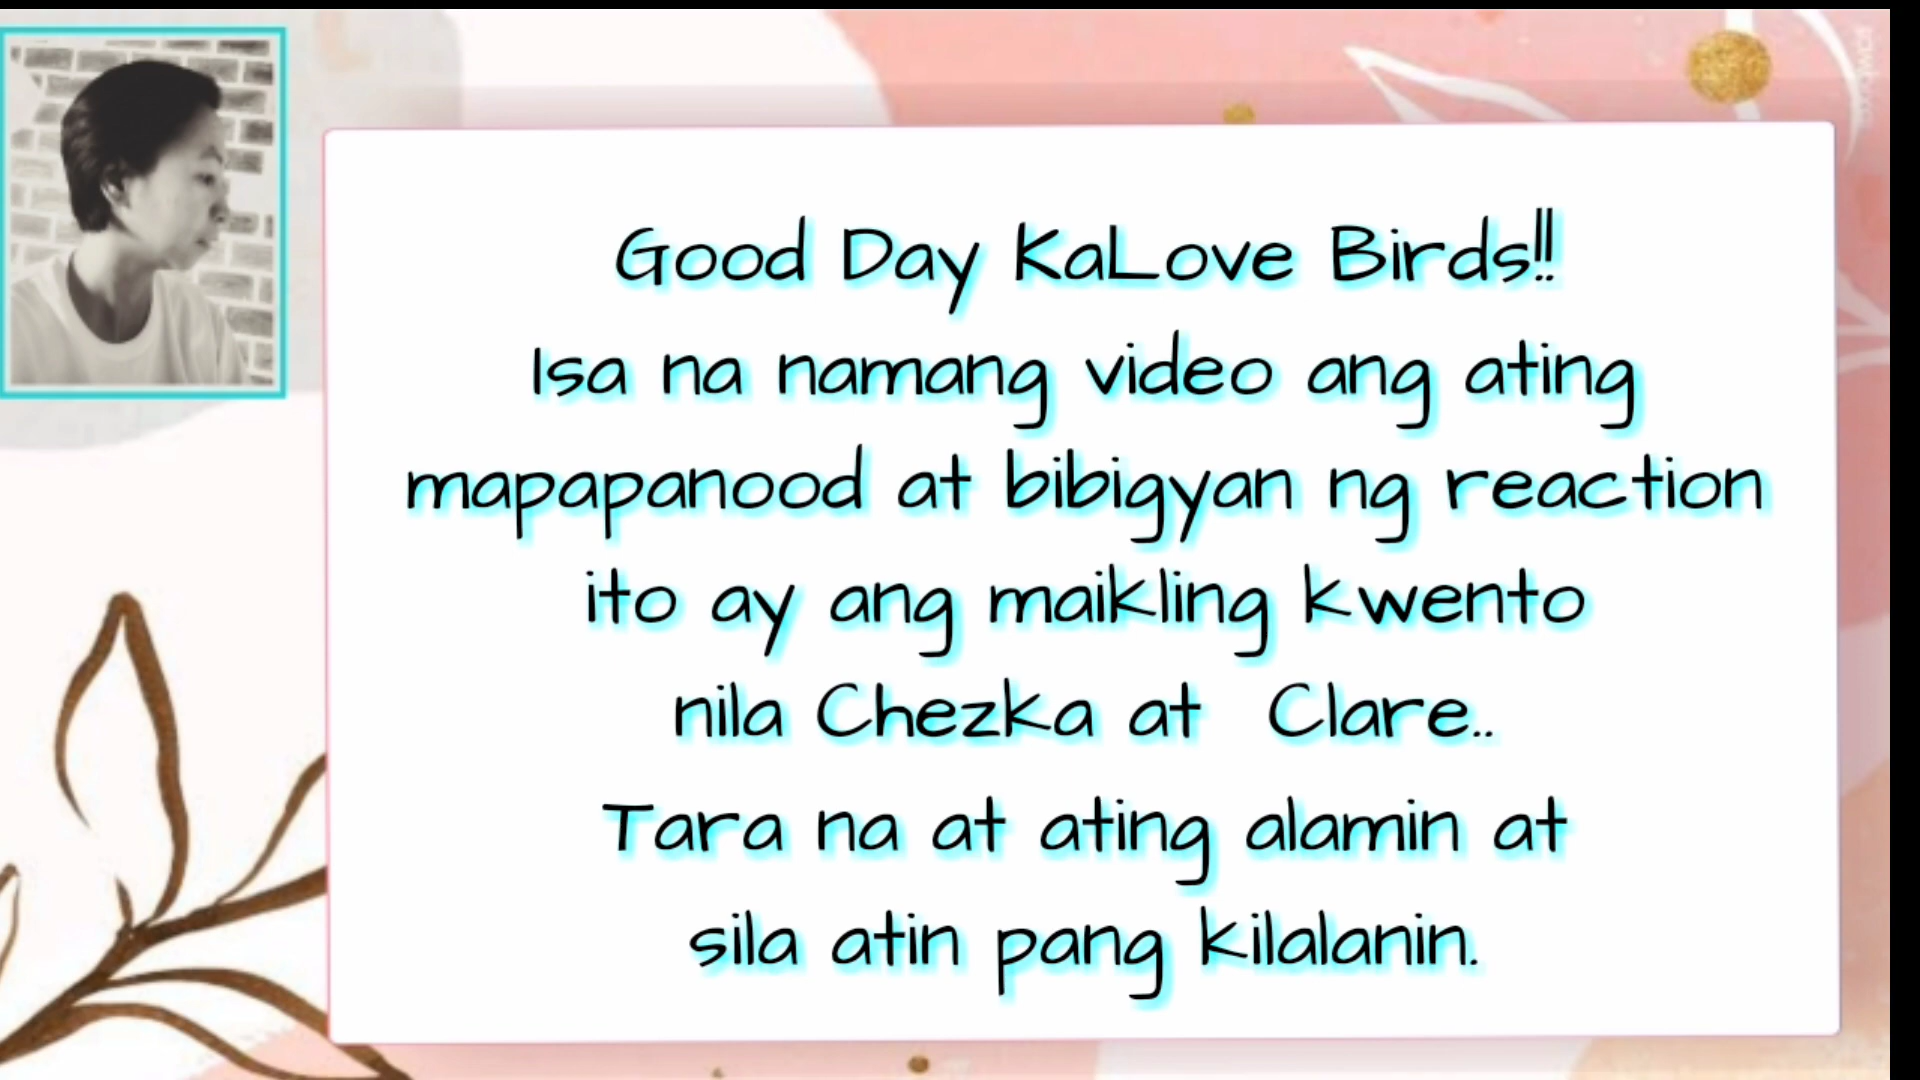 Good Day KaLove Birds!!
Isa na namang video ang ating
mapapanood at bibigyan ng reaction
ito ay ang maikling kwento
nila Chezka at Clare..
Tara na at ating alamin at
sila atin pang kilalanin.